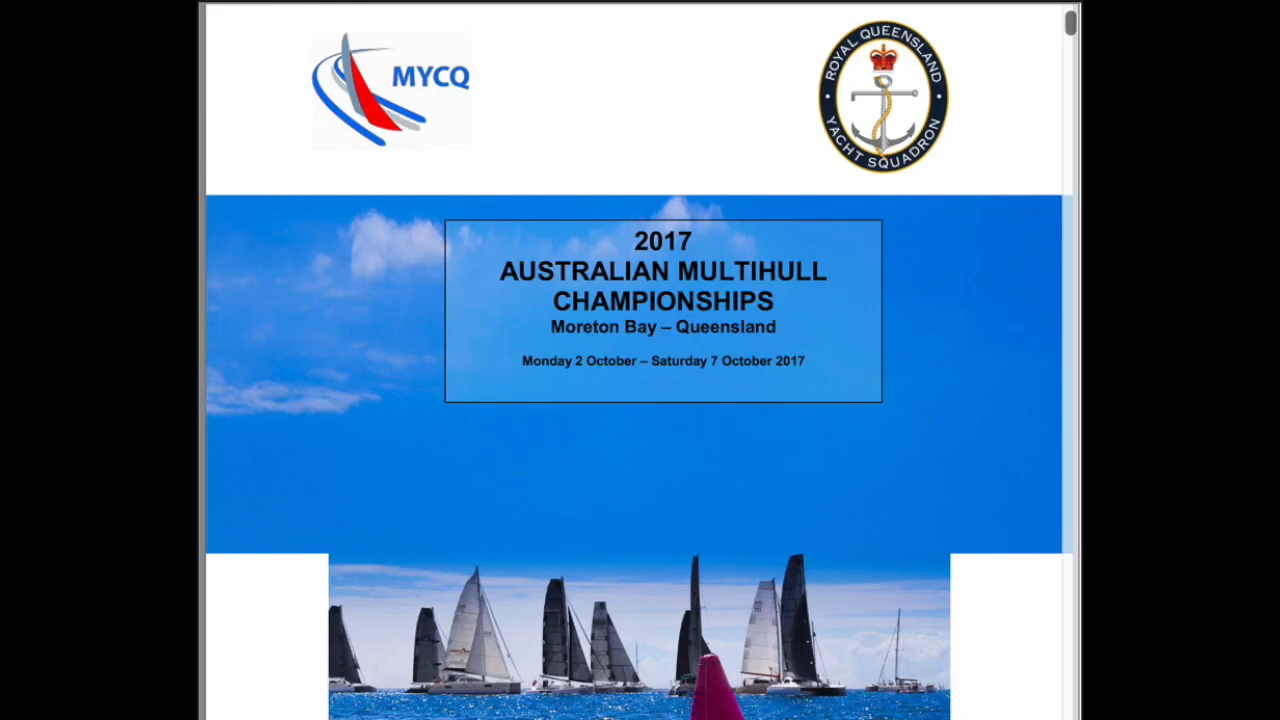 MYCQ
ROYAL QUEENSLAND
YACHT SQUADRON
2017
AUSTRALIAN MULTIHULL
CHAMPIONSHIPS
Moreton Bay – Queensland
Monday 2 October – Saturday 7 October 2017